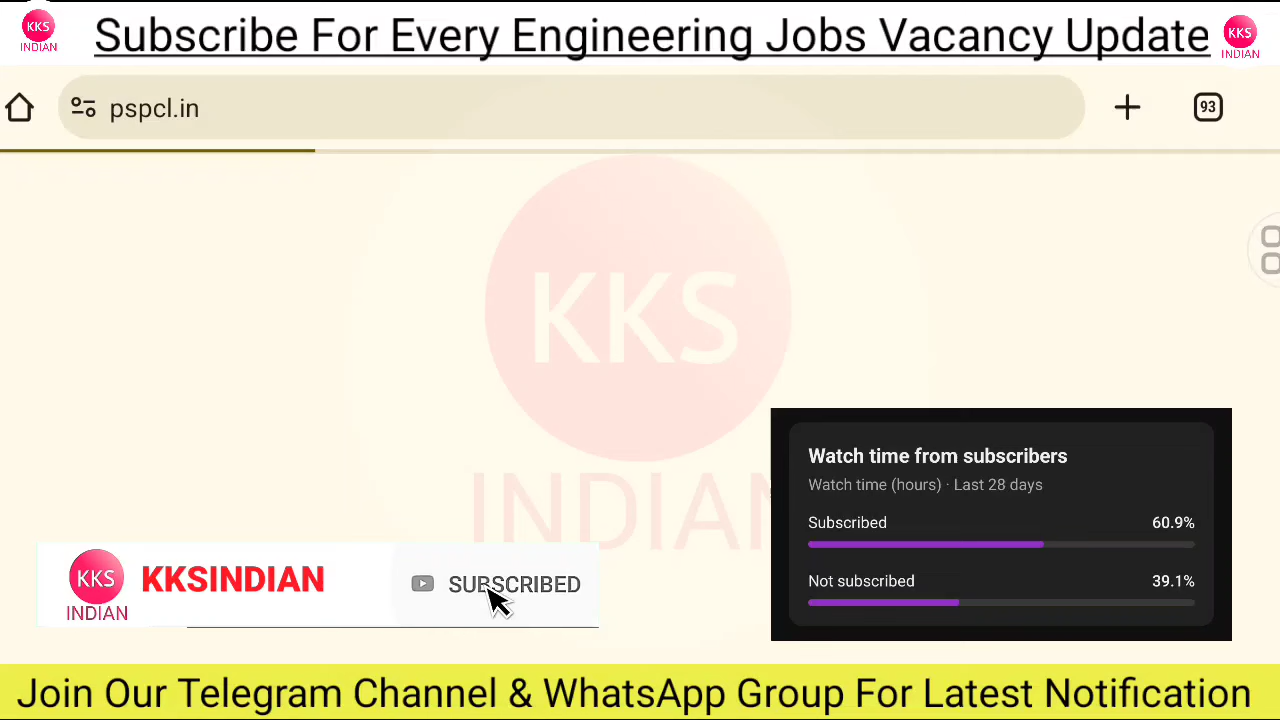 KKS
INDIAN
Subscribe For Every Engineering Jobs Vacancy Update
KKS
INDIAN
pspcl.in
93
KKS
INDIAN
Watch time from subscribers
Watch time (hours) · Last 28 days
Subscribed 60.9%
Not subscribed 39.1%
KKS
INDIAN
KKSINDIAN
SUBSCRIBED
Join Our Telegram Channel & WhatsApp Group For Latest Notification